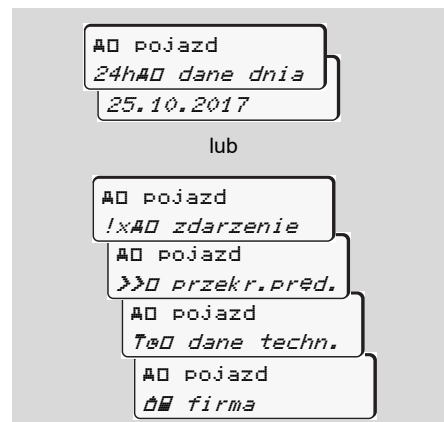 pojazd
24h dane dnia
25.10.2017
lub
pojazd
!x zdarzenie
pojazd
>> przekr.pręd.
pojazd
dane techn.
pojazd
firma